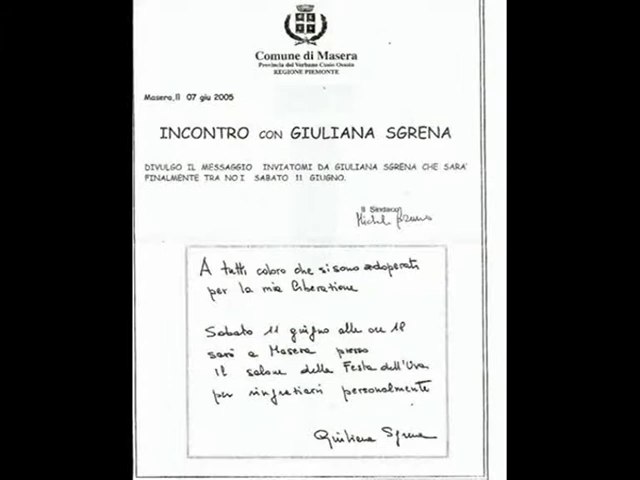 Comune di Masera
Provincia del Verbano Cusio Ossola
REGIONE PIEMONTE
Masera,lì 07 giu 2005
INCONTRO CON GIULIANA SGRENA
DIVULGO IL MESSAGGIO INVIATOMI DA GIULIANA SGRENA CHE SARA'
FINALMENTE TRA NOI SABATO 11 GIUGNO.
Il Sindaco
A tutti coloro che si sono adoperati
per la mia liberazione
Sabato 11 giugno alle ore 18
sarò a Masera presso
il salone della Festa dell'Uva
per ringraziarvi personalmente
Giuliana Sgrena